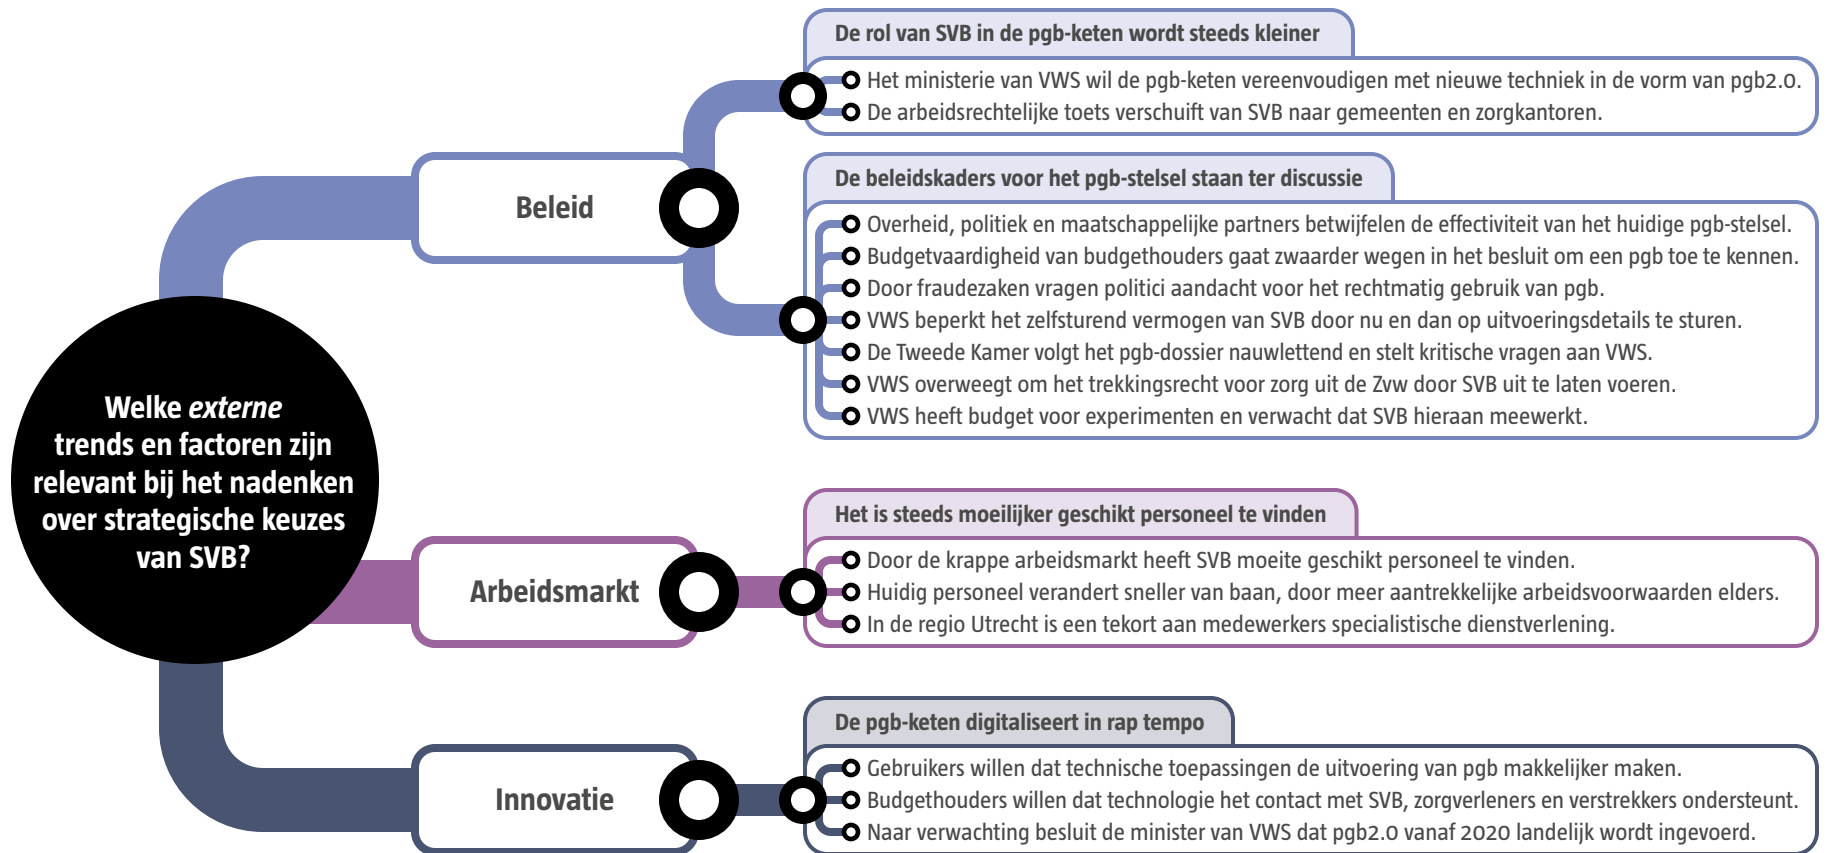 Welke externe
trends en factoren zijn
relevant bij het nadenken
over strategische keuzes
van SVB?
Beleid
De rol van SVB in de pgb-keten wordt steeds kleiner
Het ministerie van VWS wil de pgb-keten vereenvoudigen met nieuwe techniek in de vorm van pgb2.0.
De arbeidsrechtelijke toets verschuift van SVB naar gemeenten en zorgkantoren.
De beleidskaders voor het pgb-stelsel staan ter discussie
Overheid, politiek en maatschappelijke partners betwijfelen de effectiviteit van het huidige pgb-stelsel.
Budgetvaardigheid van budgethouders gaat zwaarder wegen in het besluit om een pgb toe te kennen.
Door fraudezaken vragen politici aandacht voor het rechtmatig gebruik van pgb.
VWS beperkt het zelfsturend vermogen van SVB door nu en dan op uitvoeringsdetails te sturen.
De Tweede Kamer volgt het pgb-dossier nauwlettend en stelt kritische vragen aan VWS.
VWS overweegt om het trekkingsrecht voor zorg uit de Zvw door SVB uit te laten voeren.
VWS heeft budget voor experimenten en verwacht dat SVB hieraan meewerkt.
Arbeidsmarkt
Het is steeds moeilijker geschikt personeel te vinden
Door de krappe arbeidsmarkt heeft SVB moeite geschikt personeel te vinden.
Huidig personeel verandert sneller van baan, door meer aantrekkelijke arbeidsvoorwaarden elders.
In de regio Utrecht is een tekort aan medewerkers specialistische dienstverlening.
Innovatie
De pgb-keten digitaliseert in rap tempo
Gebruikers willen dat technische toepassingen de uitvoering van pgb makkelijker maken.
Budgethouders willen dat technologie het contact met SVB, zorgverleners en verstrekkers ondersteunt.
Naar verwachting besluit de minister van VWS dat pgb2.0 vanaf 2020 landelijk wordt ingevoerd.